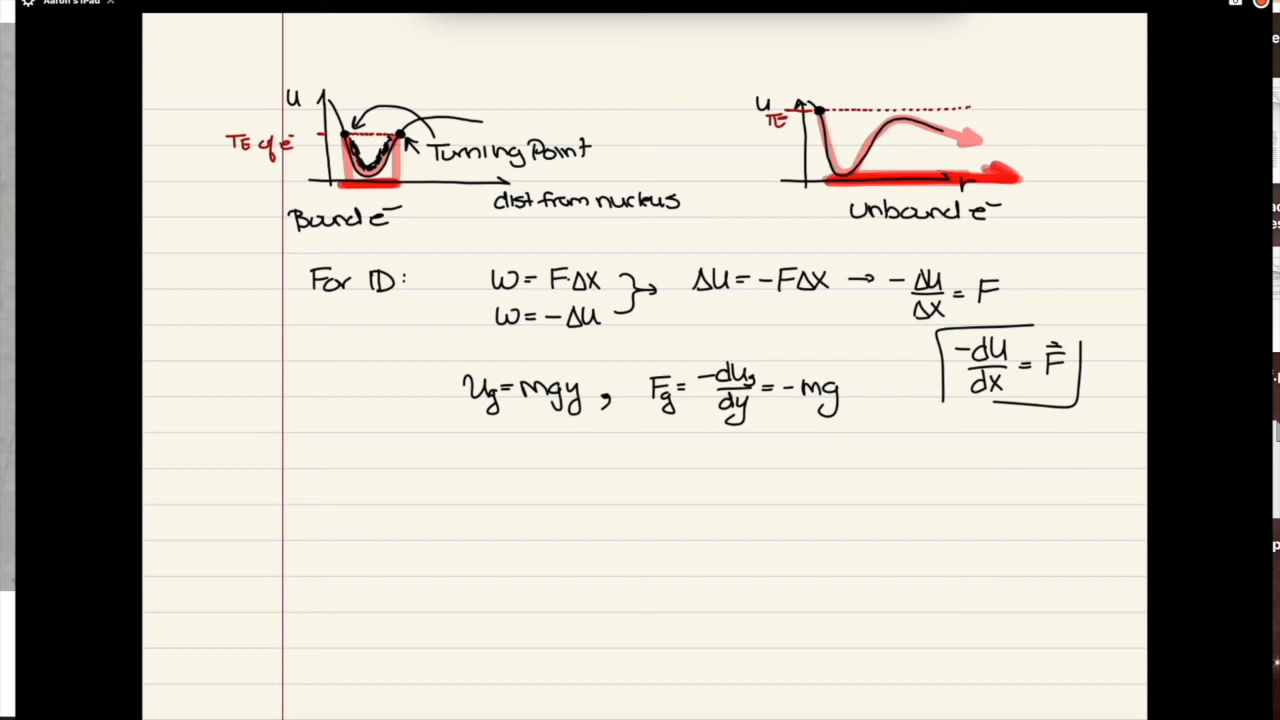 Aaron's iPad
U
TE of e⁻
Turning Point
dist from nucleus
Bound e⁻
U
TE
r
Unbound e⁻
For 1D:
W = F·ΔX
W = -ΔU
ΔU = -FΔX → -ΔU/ΔX = F
-dU/dx = F⃗
Ug = mgy , Fg = -dUg/dy = -mg